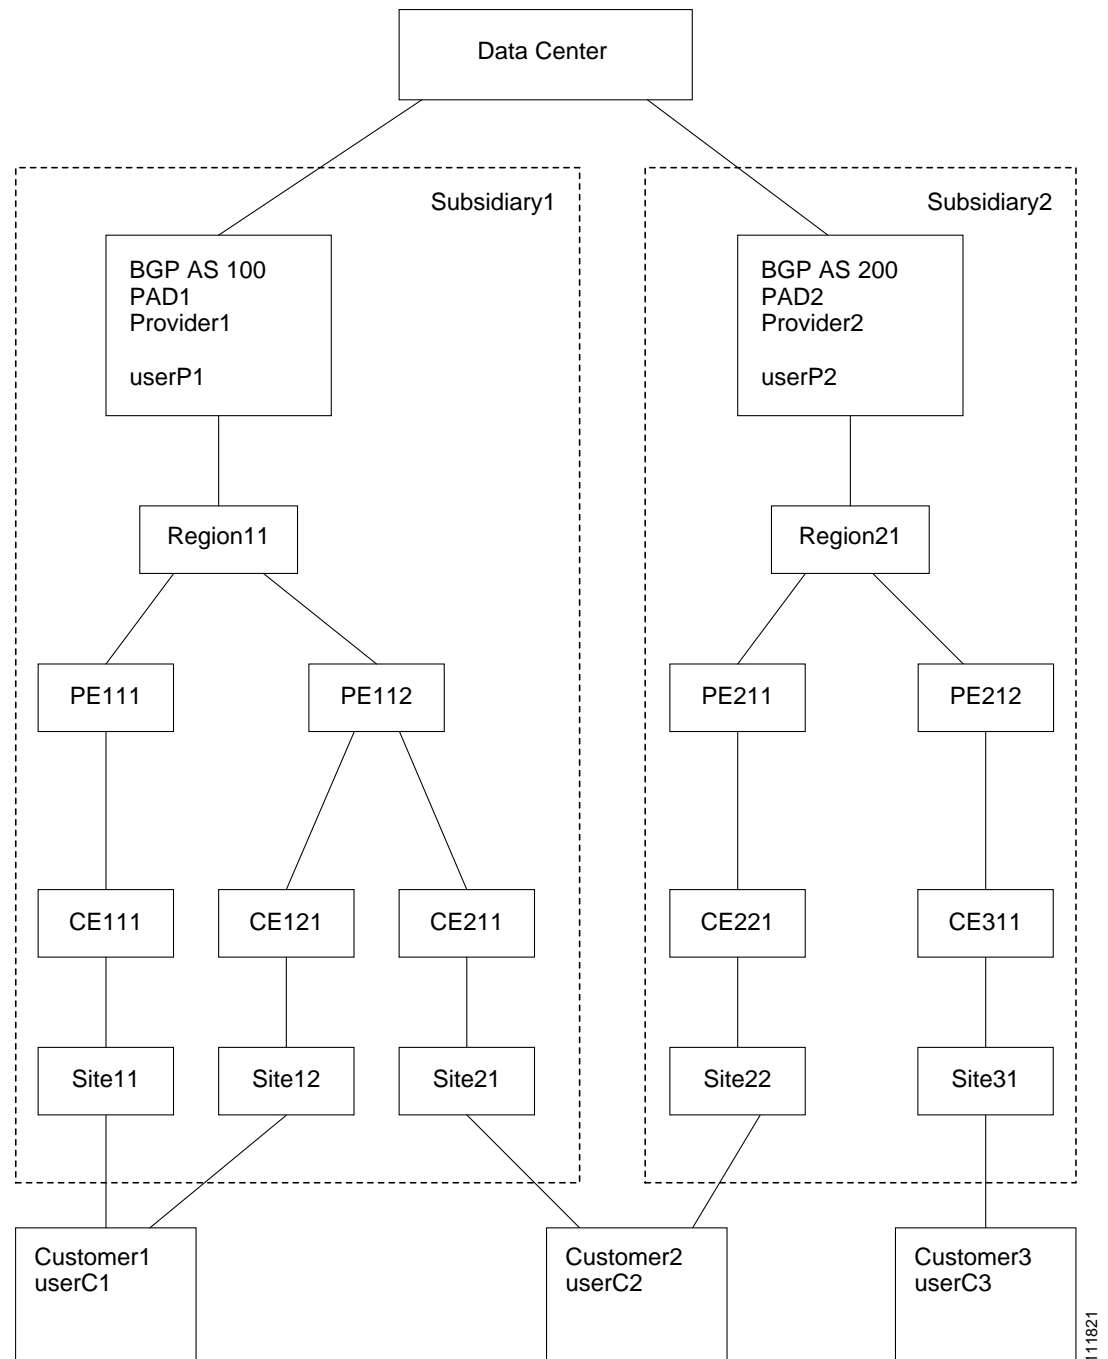 Data Center
Subsidiary1
Subsidiary2
BGP AS 100
PAD1
Provider1
userP1
BGP AS 200
PAD2
Provider2
userP2
Region11
Region21
PE111
PE112
PE211
PE212
CE111
CE121
CE211
CE221
CE311
Site11
Site12
Site21
Site22
Site31
Customer1
userC1
Customer2
userC2
Customer3
userC3
111821